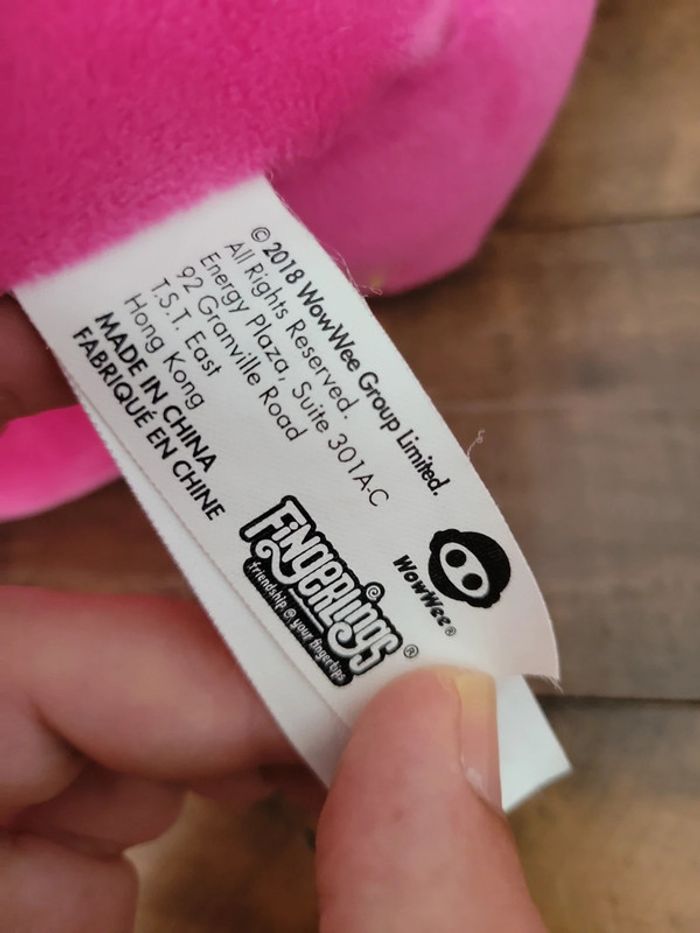 © 2018 WowWee Group Limited.
All Rights Reserved.
Energy Plaza, Suite 301A-C
92 Granville Road
T.S.T. East
Hong Kong
MADE IN CHINA
FABRIQUÉ EN CHINE
WowWee®
FiNGERLiNGS®
friendship @ your fingertips